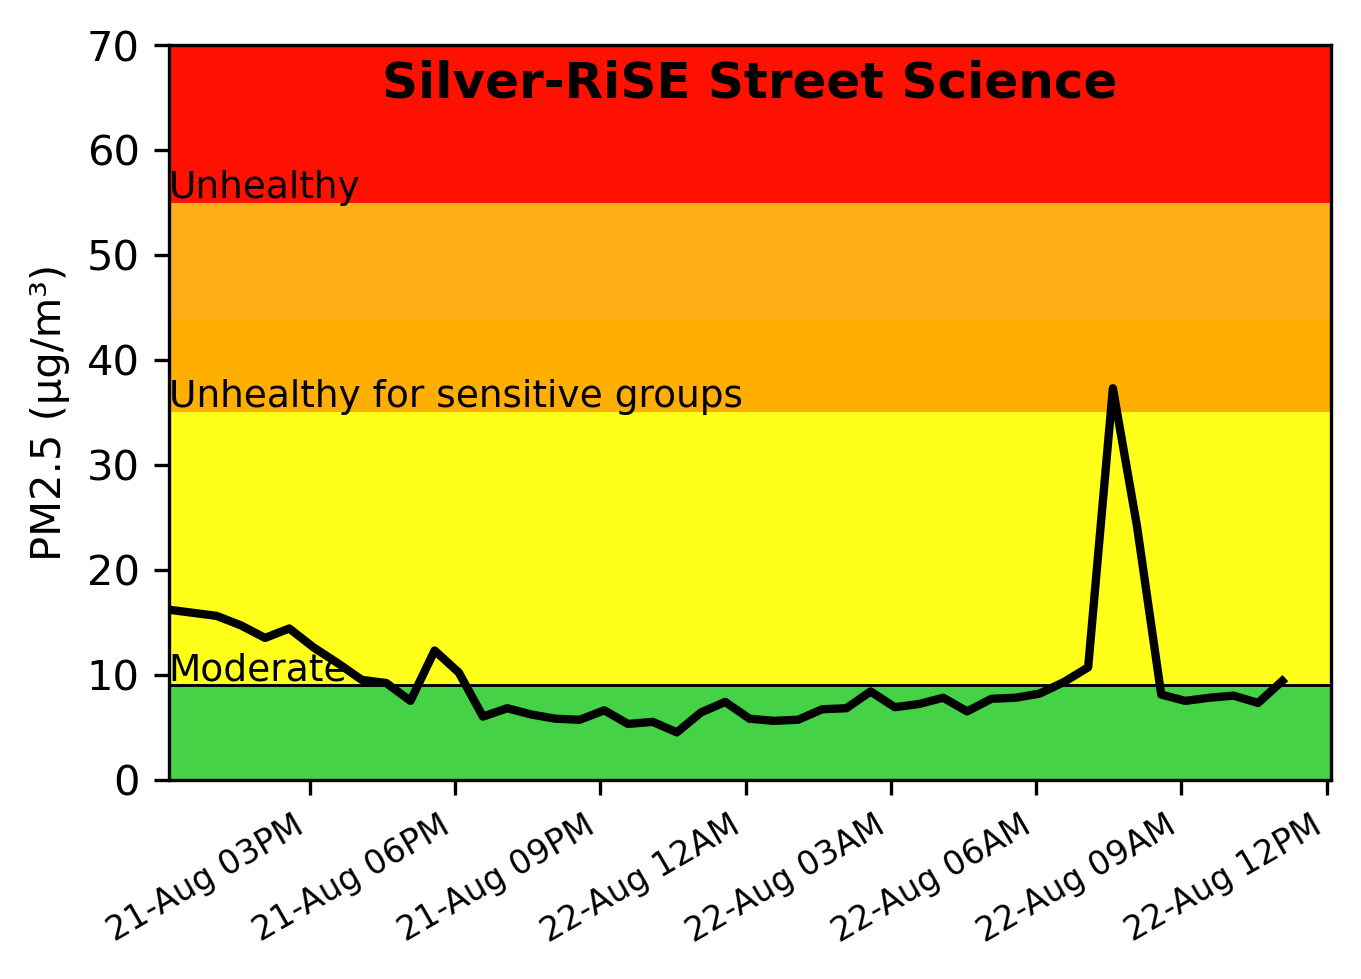 Silver-RiSE Street Science
PM2.5 (µg/m³)
70
60
50
40
30
20
10
0
Unhealthy
Unhealthy for sensitive groups
Moderate
21-Aug 03PM
21-Aug 06PM
21-Aug 09PM
22-Aug 12AM
22-Aug 03AM
22-Aug 06AM
22-Aug 09AM
22-Aug 12PM